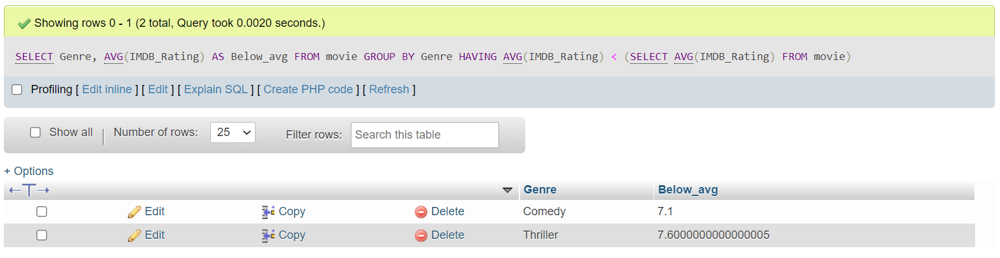 Showing rows 0 - 1 (2 total, Query took 0.0020 seconds.)
SELECT Genre, AVG(IMDB_Rating) AS Below_avg FROM movie GROUP BY Genre HAVING AVG(IMDB_Rating) < (SELECT AVG(IMDB_Rating) FROM movie)
Profiling [ Edit inline ] [ Edit ] [ Explain SQL ] [ Create PHP code ] [ Refresh ]
Show all | Number of rows: 25 Filter rows: Search this table
+ Options
←T→ Genre Below_avg
Edit Copy Delete Comedy 7.1
Edit Copy Delete Thriller 7.6000000000000005